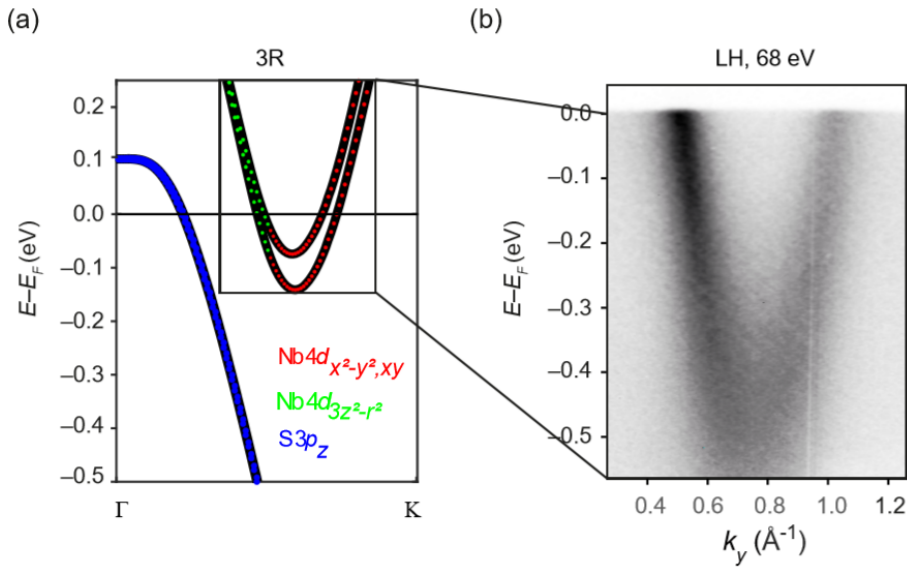 (a)
3R
E–E_F (eV)
0.2
0.1
0.0
−0.1
−0.2
−0.3
−0.4
−0.5
Nb4d_x²-y²,xy
Nb4d_3z²-r²
S3p_z
Γ K
(b)
LH, 68 eV
E–E_F (eV)
0.0
−0.1
−0.2
−0.3
−0.4
−0.5
0.4 0.6 0.8 1.0 1.2
k_y (Å⁻¹)